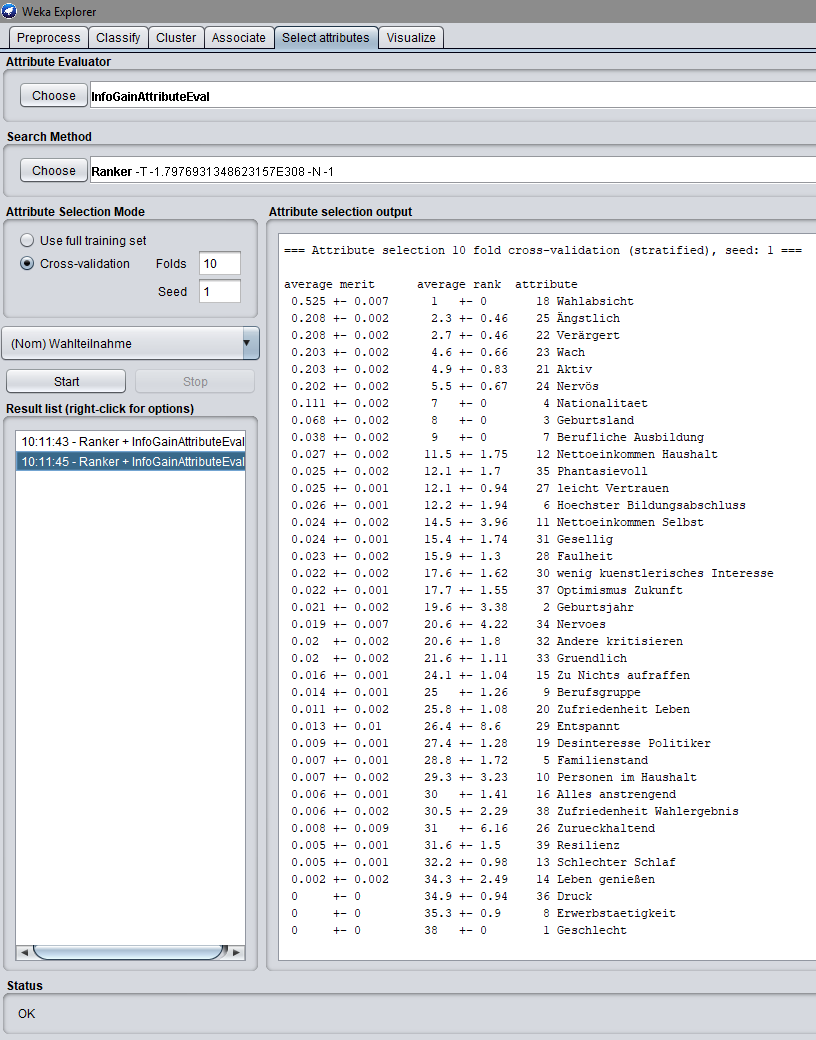 Weka Explorer
Preprocess Classify Cluster Associate Select attributes Visualize
Attribute Evaluator
Choose InfoGainAttributeEval
Search Method
Choose Ranker -T -1.7976931348623157E308 -N -1
Attribute Selection Mode
Use full training set
Cross-validation Folds 10
Seed 1
(Nom) Wahlteilnahme
Start Stop
Result list (right-click for options)
10:11:43 - Ranker + InfoGainAttributeEval
10:11:45 - Ranker + InfoGainAttributeEval
Attribute selection output
=== Attribute selection 10 fold cross-validation (stratified), seed: 1 ===
average merit average rank attribute
0.525 +- 0.007 1 +- 0 18 Wahlabsicht
0.208 +- 0.002 2.3 +- 0.46 25 Ängstlich
0.208 +- 0.002 2.7 +- 0.46 22 Verärgert
0.203 +- 0.002 4.6 +- 0.66 23 Wach
0.203 +- 0.002 4.9 +- 0.83 21 Aktiv
0.202 +- 0.002 5.5 +- 0.67 24 Nervös
0.111 +- 0.002 7 +- 0 4 Nationalitaet
0.068 +- 0.002 8 +- 0 3 Geburtsland
0.038 +- 0.002 9 +- 0 7 Berufliche Ausbildung
0.027 +- 0.002 11.5 +- 1.75 12 Nettoeinkommen Haushalt
0.025 +- 0.002 12.1 +- 1.7 35 Phantasievoll
0.025 +- 0.001 12.1 +- 0.94 27 leicht Vertrauen
0.026 +- 0.001 12.2 +- 1.94 6 Hoechster Bildungsabschluss
0.024 +- 0.002 14.5 +- 3.96 11 Nettoeinkommen Selbst
0.024 +- 0.001 15.4 +- 1.74 31 Gesellig
0.023 +- 0.002 15.9 +- 1.3 28 Faulheit
0.022 +- 0.002 17.6 +- 1.62 30 wenig kuenstlerisches Interesse
0.022 +- 0.001 17.7 +- 1.55 37 Optimismus Zukunft
0.021 +- 0.002 19.6 +- 3.38 2 Geburtsjahr
0.019 +- 0.007 20.6 +- 4.22 34 Nervoes
0.02 +- 0.002 20.6 +- 1.8 32 Andere kritisieren
0.02 +- 0.002 21.6 +- 1.11 33 Gruendlich
0.016 +- 0.001 24.1 +- 1.04 15 Zu Nichts aufraffen
0.014 +- 0.001 25 +- 1.26 9 Berufsgruppe
0.011 +- 0.002 25.8 +- 1.08 20 Zufriedenheit Leben
0.013 +- 0.01 26.4 +- 8.6 29 Entspannt
0.009 +- 0.001 27.4 +- 1.28 19 Desinteresse Politiker
0.007 +- 0.001 28.8 +- 1.72 5 Familienstand
0.007 +- 0.002 29.3 +- 3.23 10 Personen im Haushalt
0.006 +- 0.001 30 +- 1.41 16 Alles anstrengend
0.006 +- 0.002 30.5 +- 2.29 38 Zufriedenheit Wahlergebnis
0.008 +- 0.009 31 +- 6.16 26 Zurueckhaltend
0.005 +- 0.001 31.6 +- 1.5 39 Resilienz
0.005 +- 0.001 32.2 +- 0.98 13 Schlechter Schlaf
0.002 +- 0.002 34.3 +- 2.49 14 Leben genießen
0 +- 0 34.9 +- 0.94 36 Druck
0 +- 0 35.3 +- 0.9 8 Erwerbstaetigkeit
0 +- 0 38 +- 0 1 Geschlecht
Status
OK